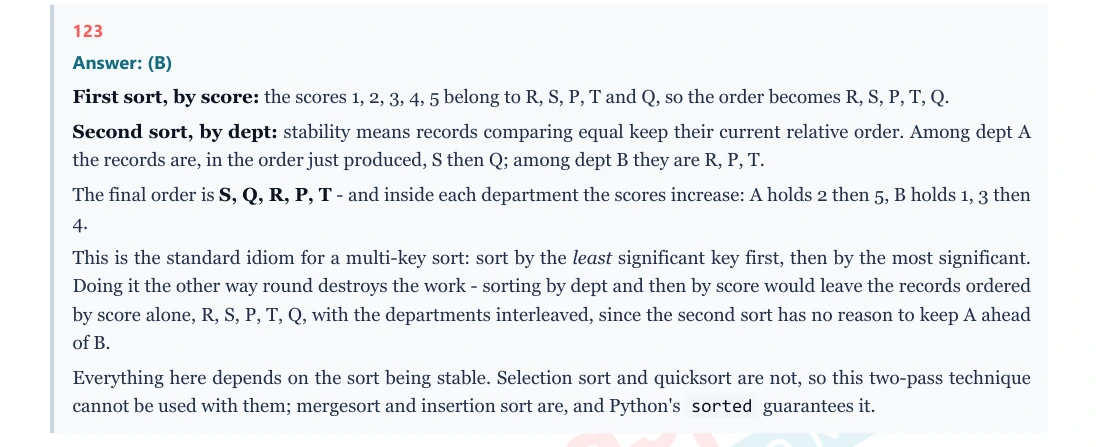 123
Answer: (B)
First sort, by score: the scores 1, 2, 3, 4, 5 belong to R, S, P, T and Q, so the order becomes R, S, P, T, Q.
Second sort, by dept: stability means records comparing equal keep their current relative order. Among dept A
the records are, in the order just produced, S then Q; among dept B they are R, P, T.
The final order is S, Q, R, P, T - and inside each department the scores increase: A holds 2 then 5, B holds 1, 3 then
4.
This is the standard idiom for a multi-key sort: sort by the least significant key first, then by the most significant.
Doing it the other way round destroys the work - sorting by dept and then by score would leave the records ordered
by score alone, R, S, P, T, Q, with the departments interleaved, since the second sort has no reason to keep A ahead
of B.
Everything here depends on the sort being stable. Selection sort and quicksort are not, so this two-pass technique
cannot be used with them; mergesort and insertion sort are, and Python's sorted guarantees it.